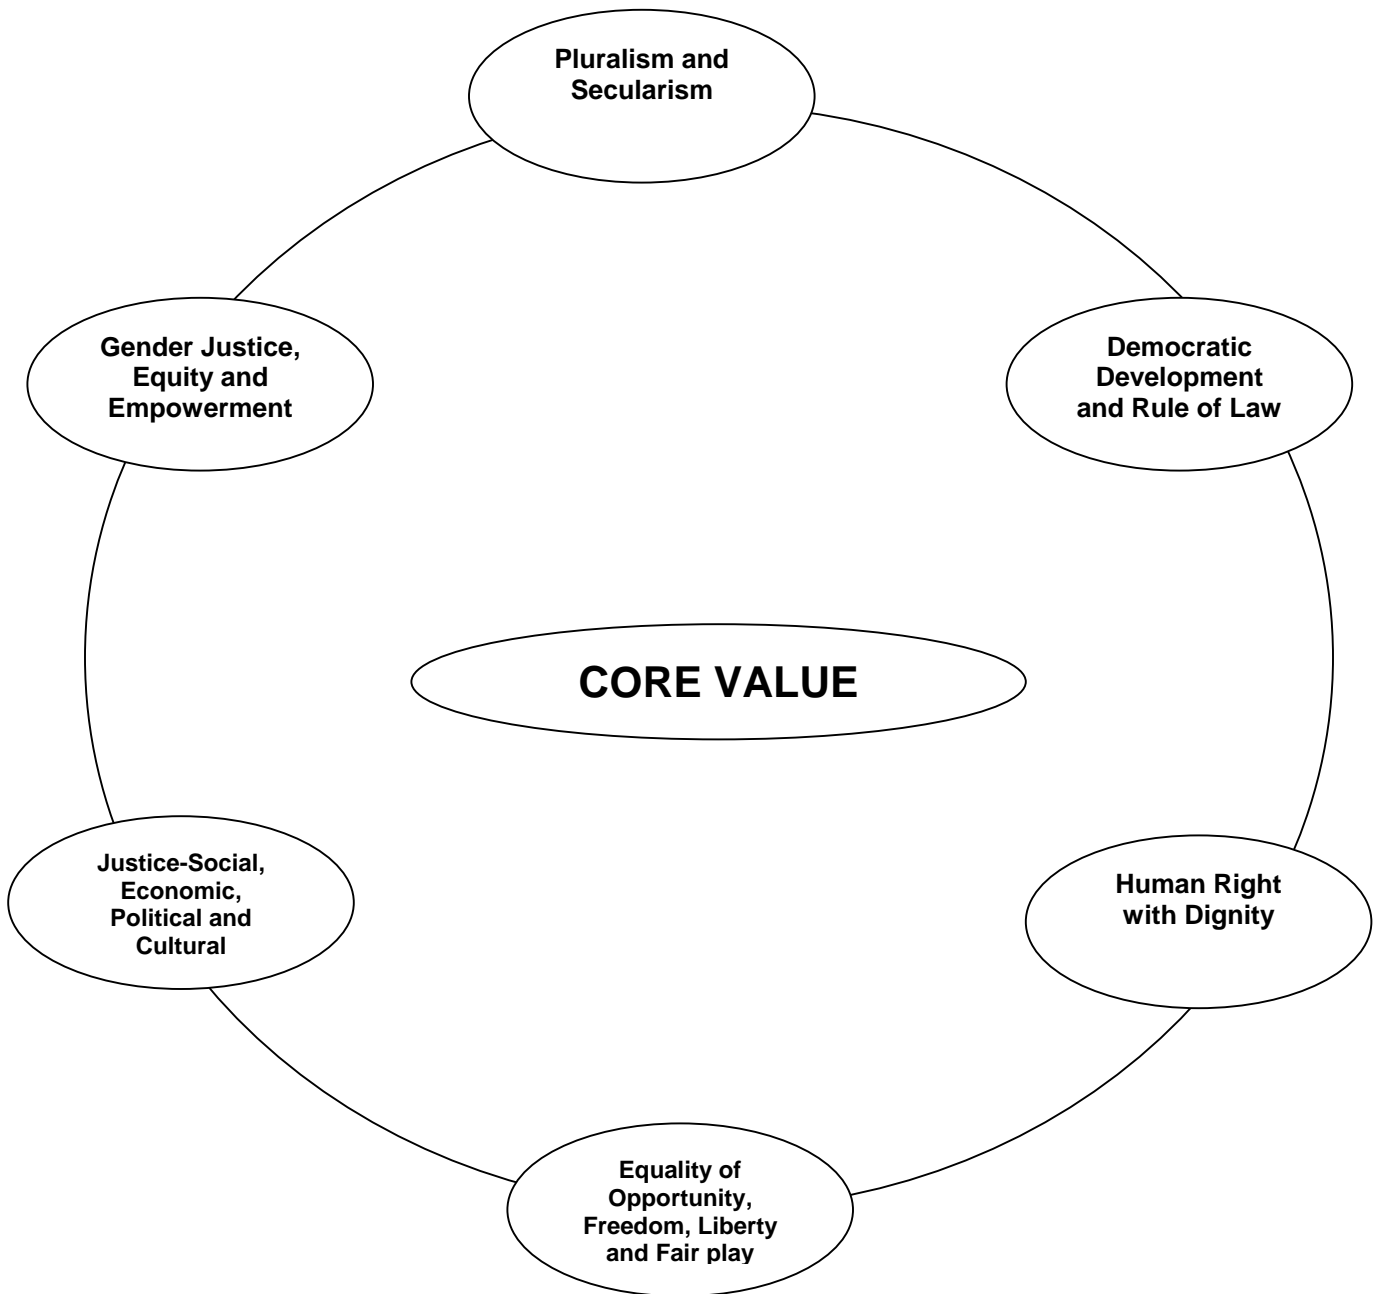 Pluralism and
Secularism
Gender Justice,
Equity and
Empowerment
Democratic
Development
and Rule of Law
CORE VALUE
Justice-Social,
Economic,
Political and
Cultural
Human Right
with Dignity
Equality of
Opportunity,
Freedom, Liberty
and Fair play